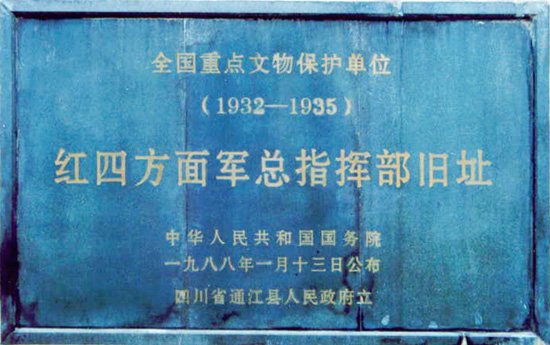 全国重点文物保护单位
（1932—1935）
红四方面军总指挥部旧址
中华人民共和国国务院
一九八八年一月十三日公布
四川省通江县人民政府立